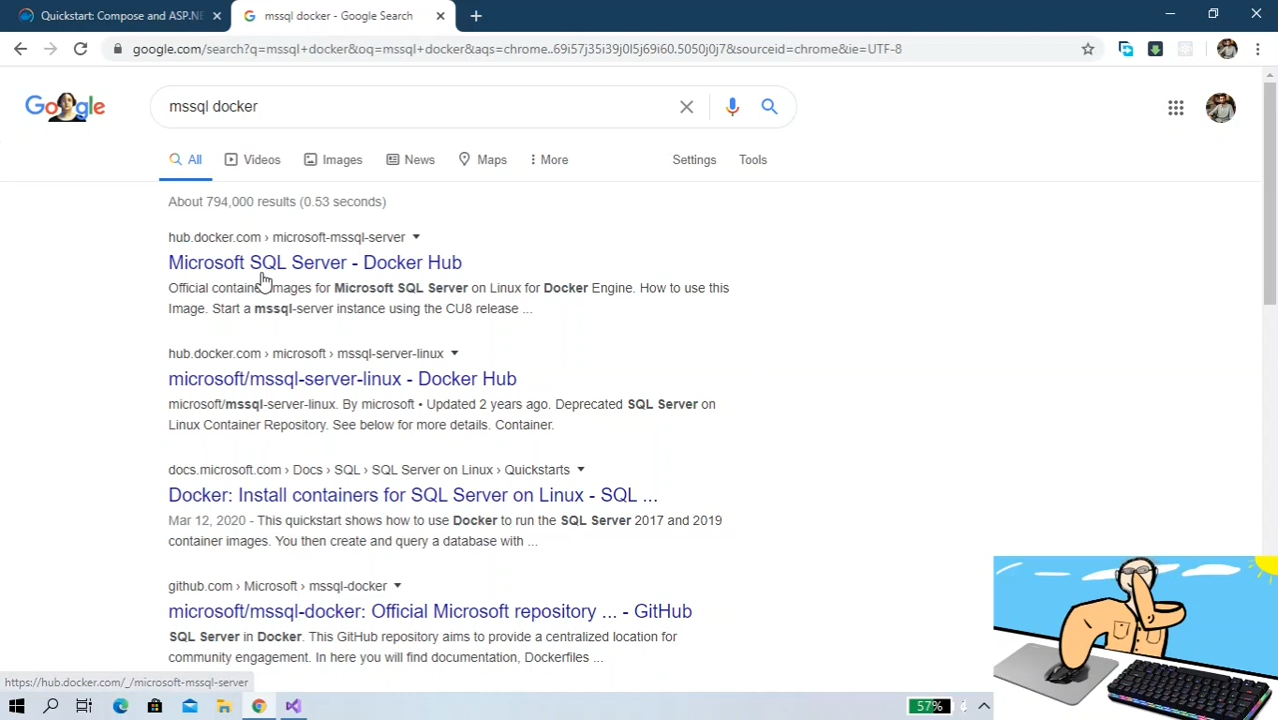 Quickstart: Compose and ASP.NE
mssql docker - Google Search
google.com/search?q=mssql+docker&oq=mssql+docker&aqs=chrome..69i57j35i39j0l5j69i60.5050j0j7&sourceid=chrome&ie=UTF-8
Google
mssql docker
All
Videos
Images
News
Maps
More
Settings
Tools
About 794,000 results (0.53 seconds)
hub.docker.com › microsoft-mssql-server
Microsoft SQL Server - Docker Hub
Official container images for Microsoft SQL Server on Linux for Docker Engine. How to use this
Image. Start a mssql-server instance using the CU8 release ...
hub.docker.com › microsoft › mssql-server-linux
microsoft/mssql-server-linux - Docker Hub
microsoft/mssql-server-linux. By microsoft • Updated 2 years ago. Deprecated SQL Server on
Linux Container Repository. See below for more details. Container.
docs.microsoft.com › Docs › SQL › SQL Server on Linux › Quickstarts
Docker: Install containers for SQL Server on Linux - SQL ...
Mar 12, 2020 - This quickstart shows how to use Docker to run the SQL Server 2017 and 2019
container images. You then create and query a database with ...
github.com › Microsoft › mssql-docker
microsoft/mssql-docker: Official Microsoft repository ... - GitHub
SQL Server in Docker. This GitHub repository aims to provide a centralized location for
community engagement. In here you will find documentation, Dockerfiles ...
https://hub.docker.com/_/microsoft-mssql-server
57%